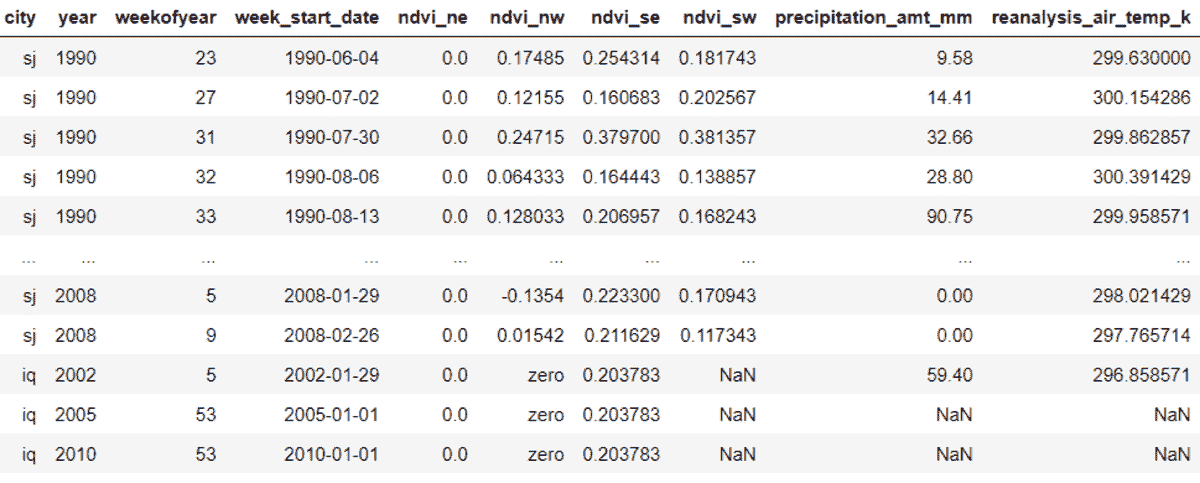 city year weekofyear week_start_date ndvi_ne ndvi_nw ndvi_se ndvi_sw precipitation_amt_mm reanalysis_air_temp_k
sj 1990 23 1990-06-04 0.0 0.17485 0.254314 0.181743 9.58 299.630000
sj 1990 27 1990-07-02 0.0 0.12155 0.160683 0.202567 14.41 300.154286
sj 1990 31 1990-07-30 0.0 0.24715 0.379700 0.381357 32.66 299.862857
sj 1990 32 1990-08-06 0.0 0.064333 0.164443 0.138857 28.80 300.391429
sj 1990 33 1990-08-13 0.0 0.128033 0.206957 0.168243 90.75 299.958571
... ... ... ... ... ... ... ... ... ...
sj 2008 5 2008-01-29 0.0 -0.1354 0.223300 0.170943 0.00 298.021429
sj 2008 9 2008-02-26 0.0 0.01542 0.211629 0.117343 0.00 297.765714
iq 2002 5 2002-01-29 0.0 zero 0.203783 NaN 59.40 296.858571
iq 2005 53 2005-01-01 0.0 zero 0.203783 NaN NaN NaN
iq 2010 53 2010-01-01 0.0 zero 0.203783 NaN NaN NaN